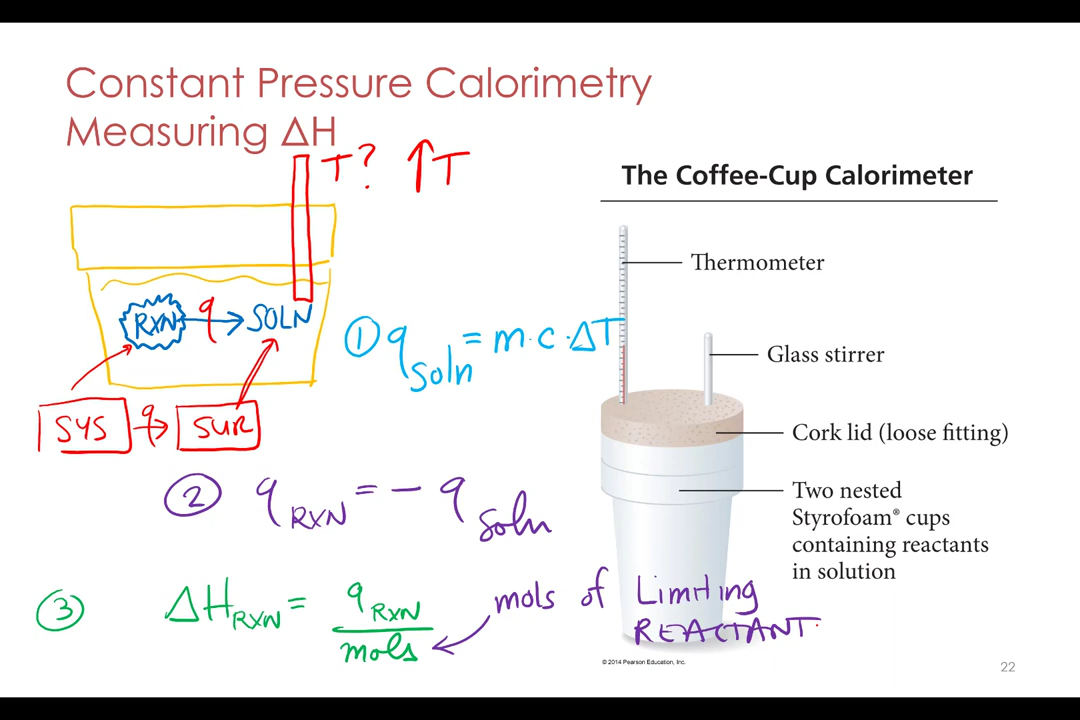 Constant Pressure Calorimetry
Measuring ΔH
T? ↑T
The Coffee-Cup Calorimeter
Thermometer
RXN q → SOLN
① q soln = m·c·ΔT
Glass stirrer
SYS q → SUR
Cork lid (loose fitting)
② q RXN = - q soln
Two nested
Styrofoam® cups
containing reactants
in solution
③ ΔH RXN = q RXN / mols
mols of Limiting
REACTANT
© 2014 Pearson Education, Inc.
22